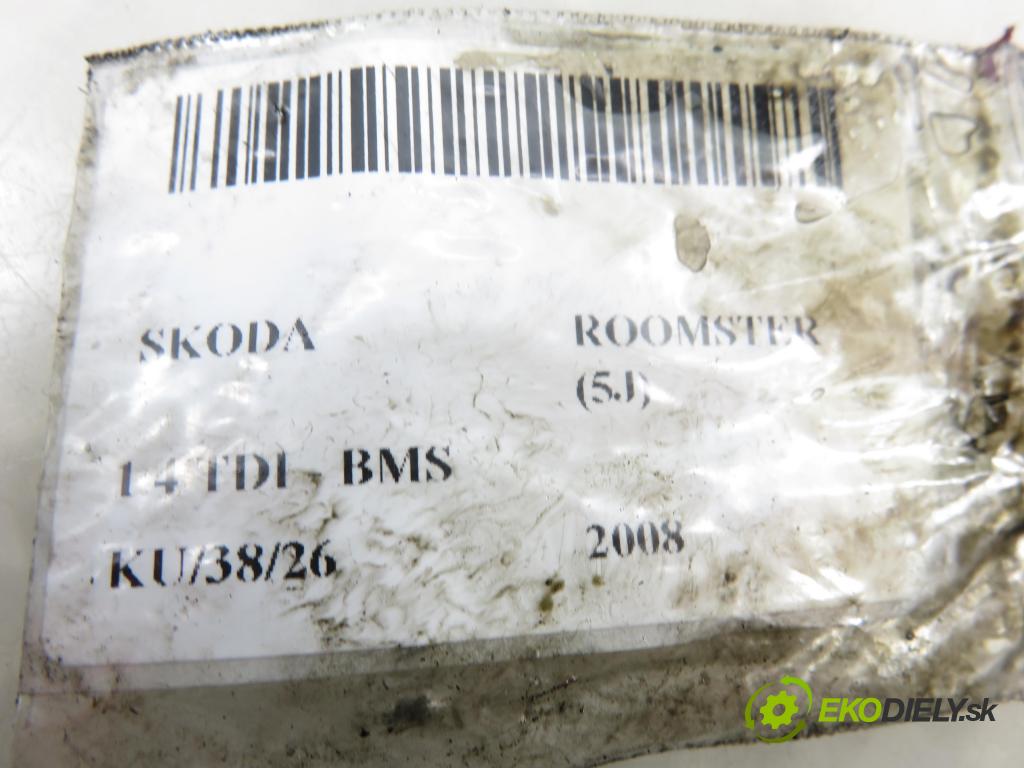 SKODA
ROOMSTER
(5J)
1.4 TDI BMS
KU/38/26
2008
EKODIELY.sk